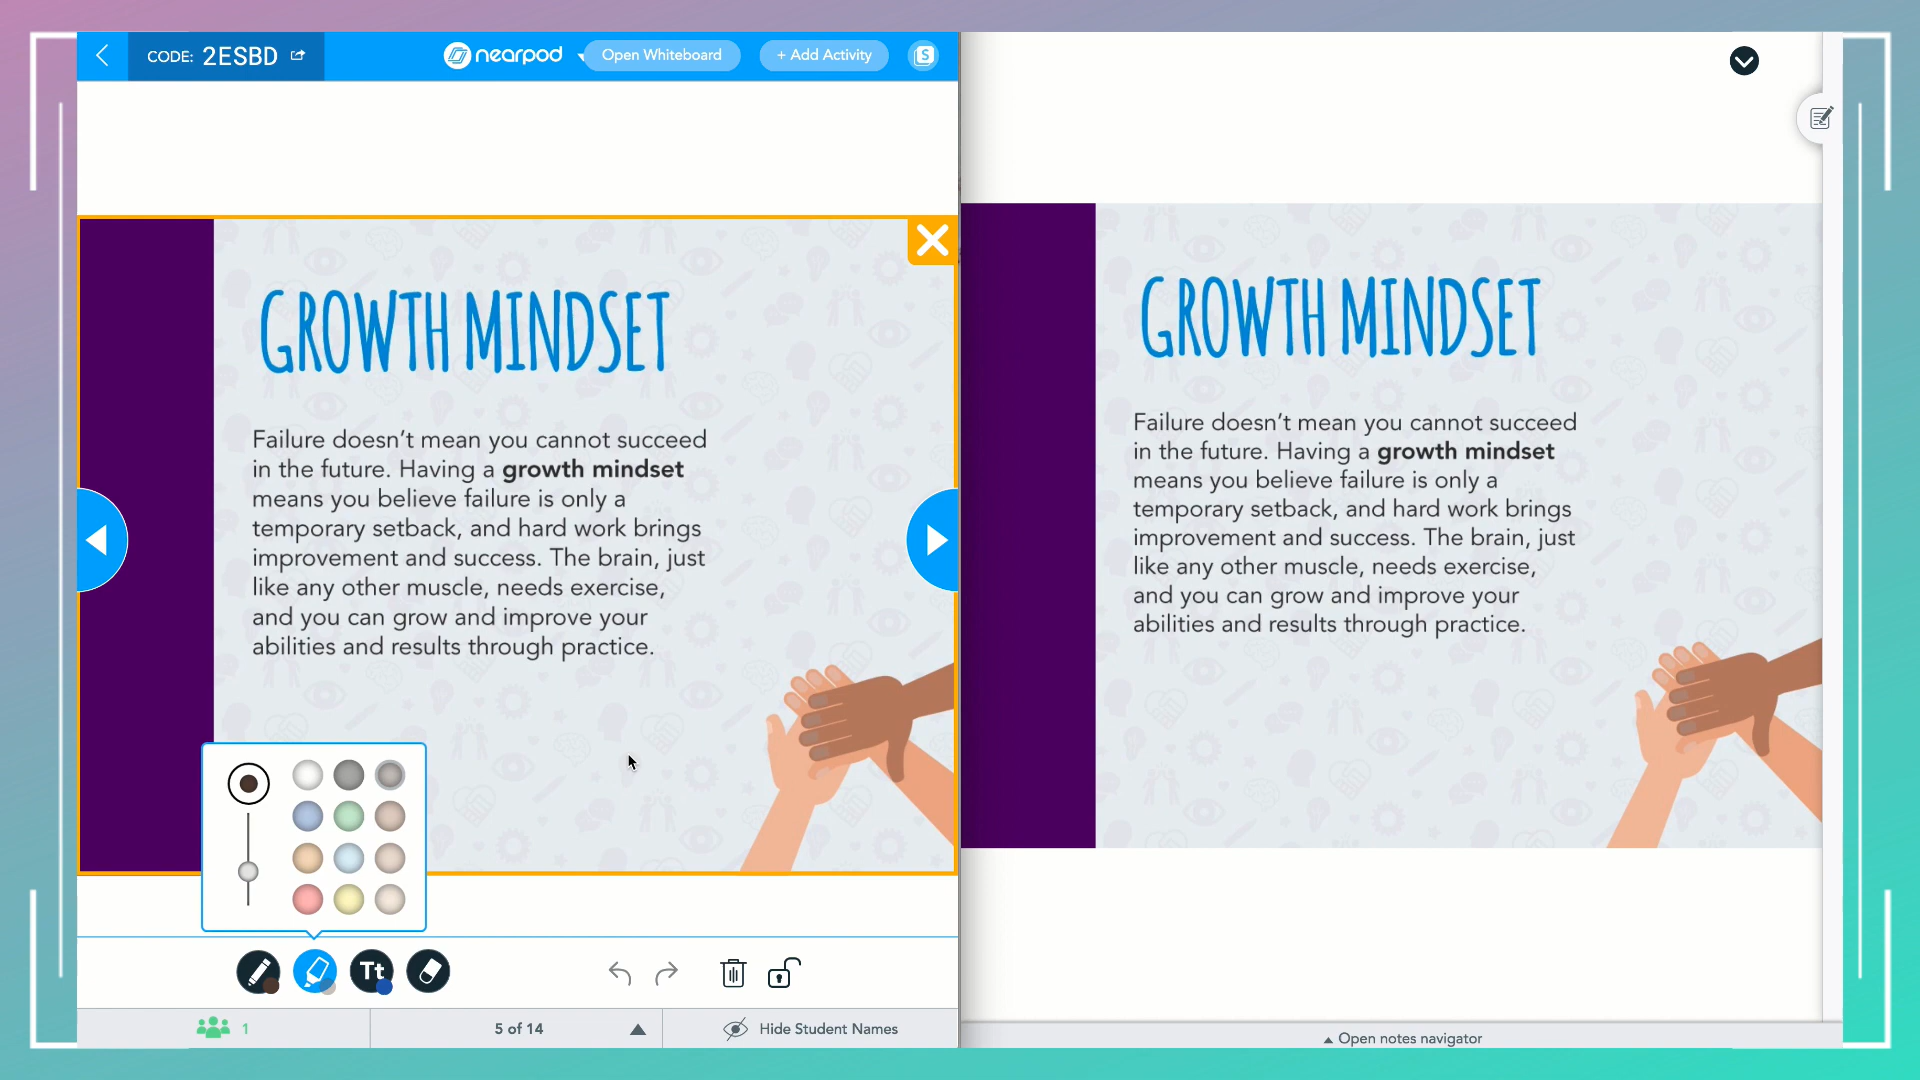 CODE: 2ESBD
nearpod
Open Whiteboard
+ Add Activity
S
GROWTH MINDSET
Failure doesn't mean you cannot succeed
in the future. Having a growth mindset
means you believe failure is only a
temporary setback, and hard work brings
improvement and success. The brain, just
like any other muscle, needs exercise,
and you can grow and improve your
abilities and results through practice.
Tt
1
5 of 14
Hide Student Names
GROWTH MINDSET
Failure doesn't mean you cannot succeed
in the future. Having a growth mindset
means you believe failure is only a
temporary setback, and hard work brings
improvement and success. The brain, just
like any other muscle, needs exercise,
and you can grow and improve your
abilities and results through practice.
Open notes navigator